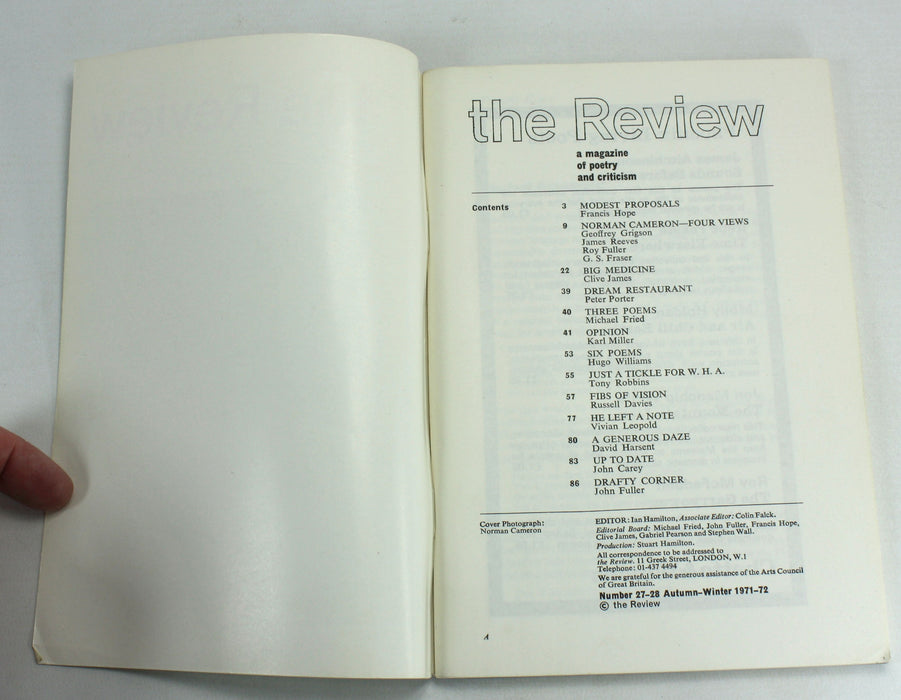 the Review
a magazine
of poetry
and criticism
Contents
3 MODEST PROPOSALS
Francis Hope
9 NORMAN CAMERON—FOUR VIEWS
Geoffrey Grigson
James Reeves
Roy Fuller
G. S. Fraser
22 BIG MEDICINE
Clive James
39 DREAM RESTAURANT
Peter Porter
40 THREE POEMS
Michael Fried
41 OPINION
Karl Miller
53 SIX POEMS
Hugo Williams
55 JUST A TICKLE FOR W. H. A.
Tony Robbins
57 FIBS OF VISION
Russell Davies
77 HE LEFT A NOTE
Vivian Leopold
80 A GENEROUS DAZE
David Harsent
83 UP TO DATE
John Carey
86 DRAFTY CORNER
John Fuller
Cover Photograph:
Norman Cameron
EDITOR: Ian Hamilton, Associate Editor: Colin Falck.
Editorial Board: Michael Fried, John Fuller, Francis Hope,
Clive James, Gabriel Pearson and Stephen Wall.
Production: Stuart Hamilton.
All correspondence to be addressed to
the Review. 11 Greek Street, LONDON, W.1
Telephone: 01-437 4494
We are grateful for the generous assistance of the Arts Council
of Great Britain.
Number 27-28 Autumn-Winter 1971-72
© the Review
A